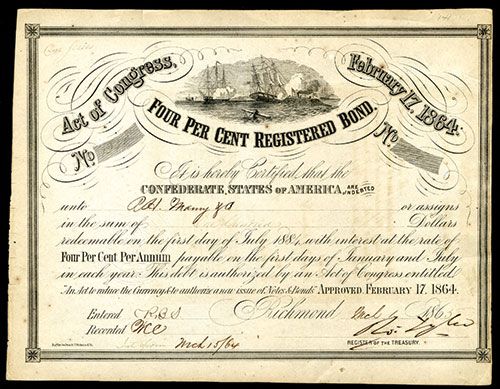 Act of Congress,
February 17, 1864.
FOUR PER CENT REGISTERED BOND.
No
No
It is hereby Certified that the
CONFEDERATE STATES OF AMERICA ARE INDEBTED
unto or assigns
in the sum of Dollars
redeemable on the first day of July 1884, with interest at the rate of
Four Per Cent Per Annum payable on the first days of January and July
in each year. This debt is authorized by an Act of Congress entitled
"An Act to reduce the Currency & to authorize a new issue of Notes & Bonds" APPROVED, FEBRUARY 17, 1864.
Entered Richmond 186
Recorded
REGISTER OF THE TREASURY.
Mch 15/64